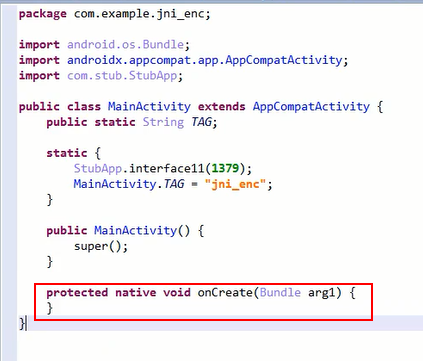 package com.example.jni_enc;
import android.os.Bundle;
import androidx.appcompat.app.AppCompatActivity;
import com.stub.StubApp;
public class MainActivity extends AppCompatActivity {
public static String TAG;
static {
StubApp.interface11(1379);
MainActivity.TAG = "jni_enc";
}
public MainActivity() {
super();
}
protected native void onCreate(Bundle arg1) {
}
}